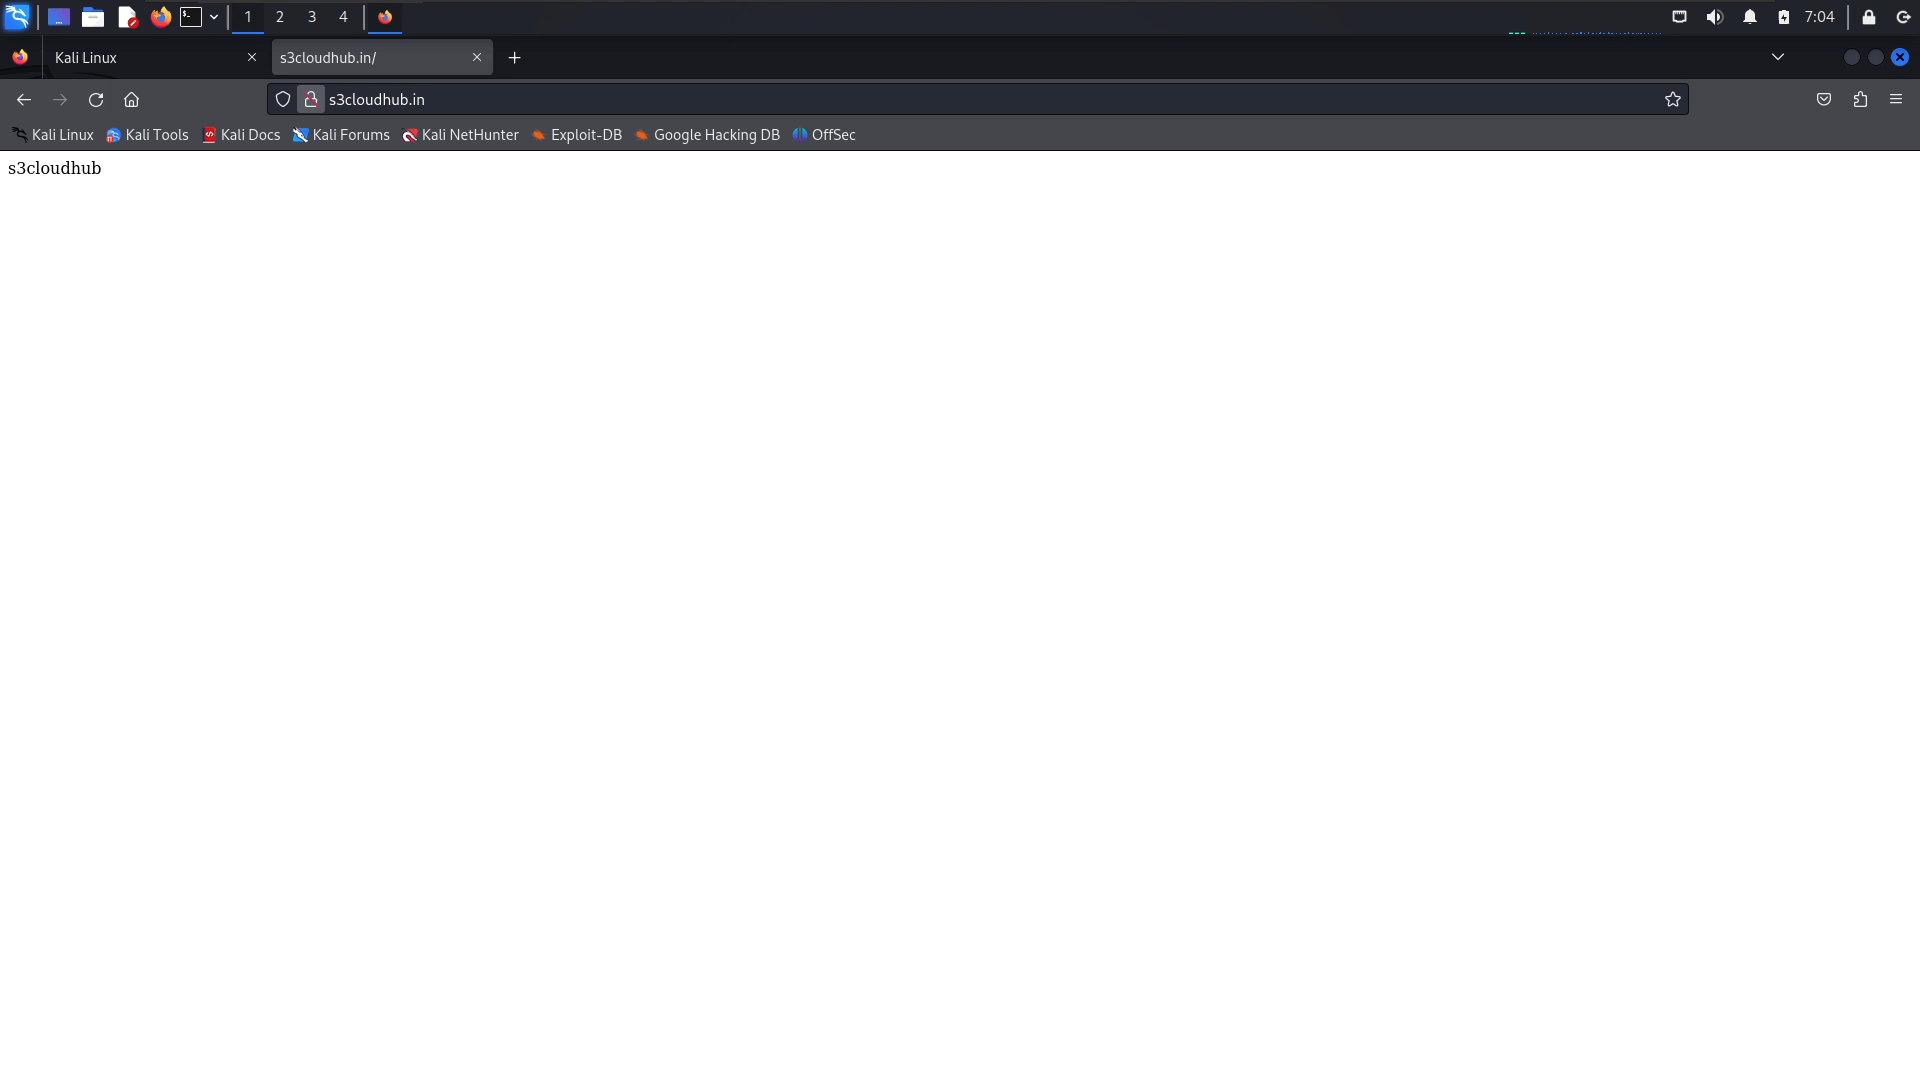 1 2 3 4 7:04
Kali Linux s3cloudhub.in/
s3cloudhub.in
Kali Linux Kali Tools Kali Docs Kali Forums Kali NetHunter Exploit-DB Google Hacking DB OffSec
s3cloudhub